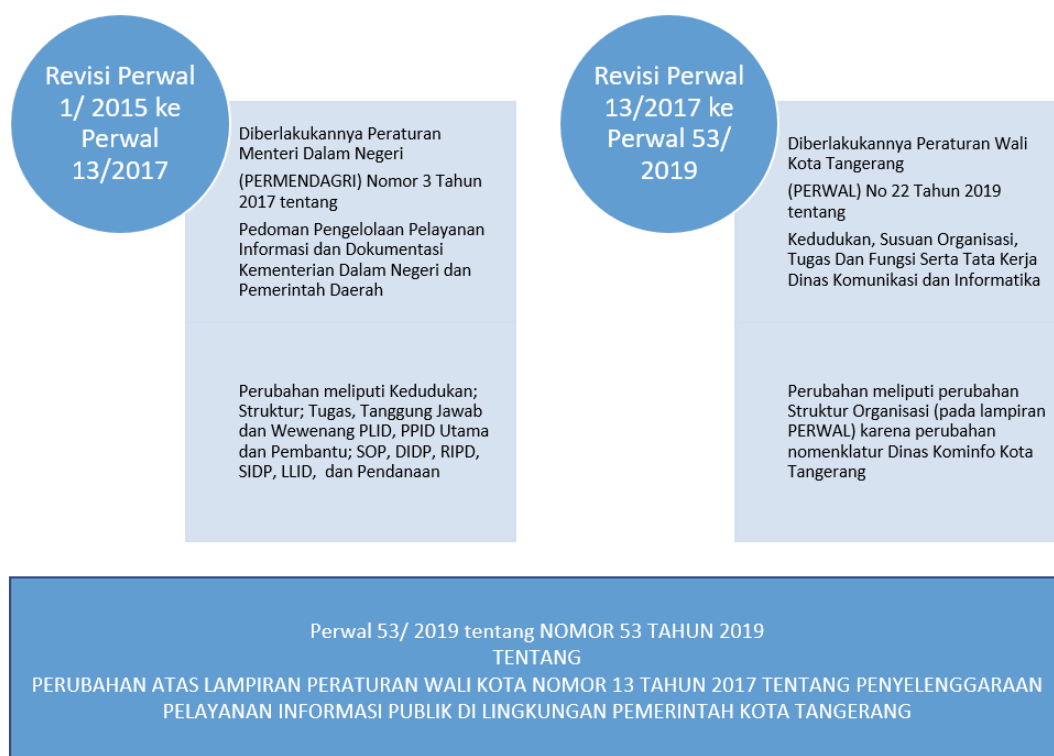 Revisi Perwal
1/ 2015 ke
Perwal
13/2017
Diberlakukannya Peraturan
Menteri Dalam Negeri
(PERMENDAGRI) Nomor 3 Tahun
2017 tentang
Pedoman Pengelolaan Pelayanan
Informasi dan Dokumentasi
Kementerian Dalam Negeri dan
Pemerintah Daerah
Perubahan meliputi Kedudukan;
Struktur; Tugas, Tanggung Jawab
dan Wewenang PLID, PPID Utama
dan Pembantu; SOP, DIDP, RIPD,
SIDP, LLID, dan Pendanaan
Revisi Perwal
13/2017 ke
Perwal 53/
2019
Diberlakukannya Peraturan Wali
Kota Tangerang
(PERWAL) No 22 Tahun 2019
tentang
Kedudukan, Susuan Organisasi,
Tugas Dan Fungsi Serta Tata Kerja
Dinas Komunikasi dan Informatika
Perubahan meliputi perubahan
Struktur Organisasi (pada lampiran
PERWAL) karena perubahan
nomenklatur Dinas Kominfo Kota
Tangerang
Perwal 53/ 2019 tentang NOMOR 53 TAHUN 2019
TENTANG
PERUBAHAN ATAS LAMPIRAN PERATURAN WALI KOTA NOMOR 13 TAHUN 2017 TENTANG PENYELENGGARAAN
PELAYANAN INFORMASI PUBLIK DI LINGKUNGAN PEMERINTAH KOTA TANGERANG